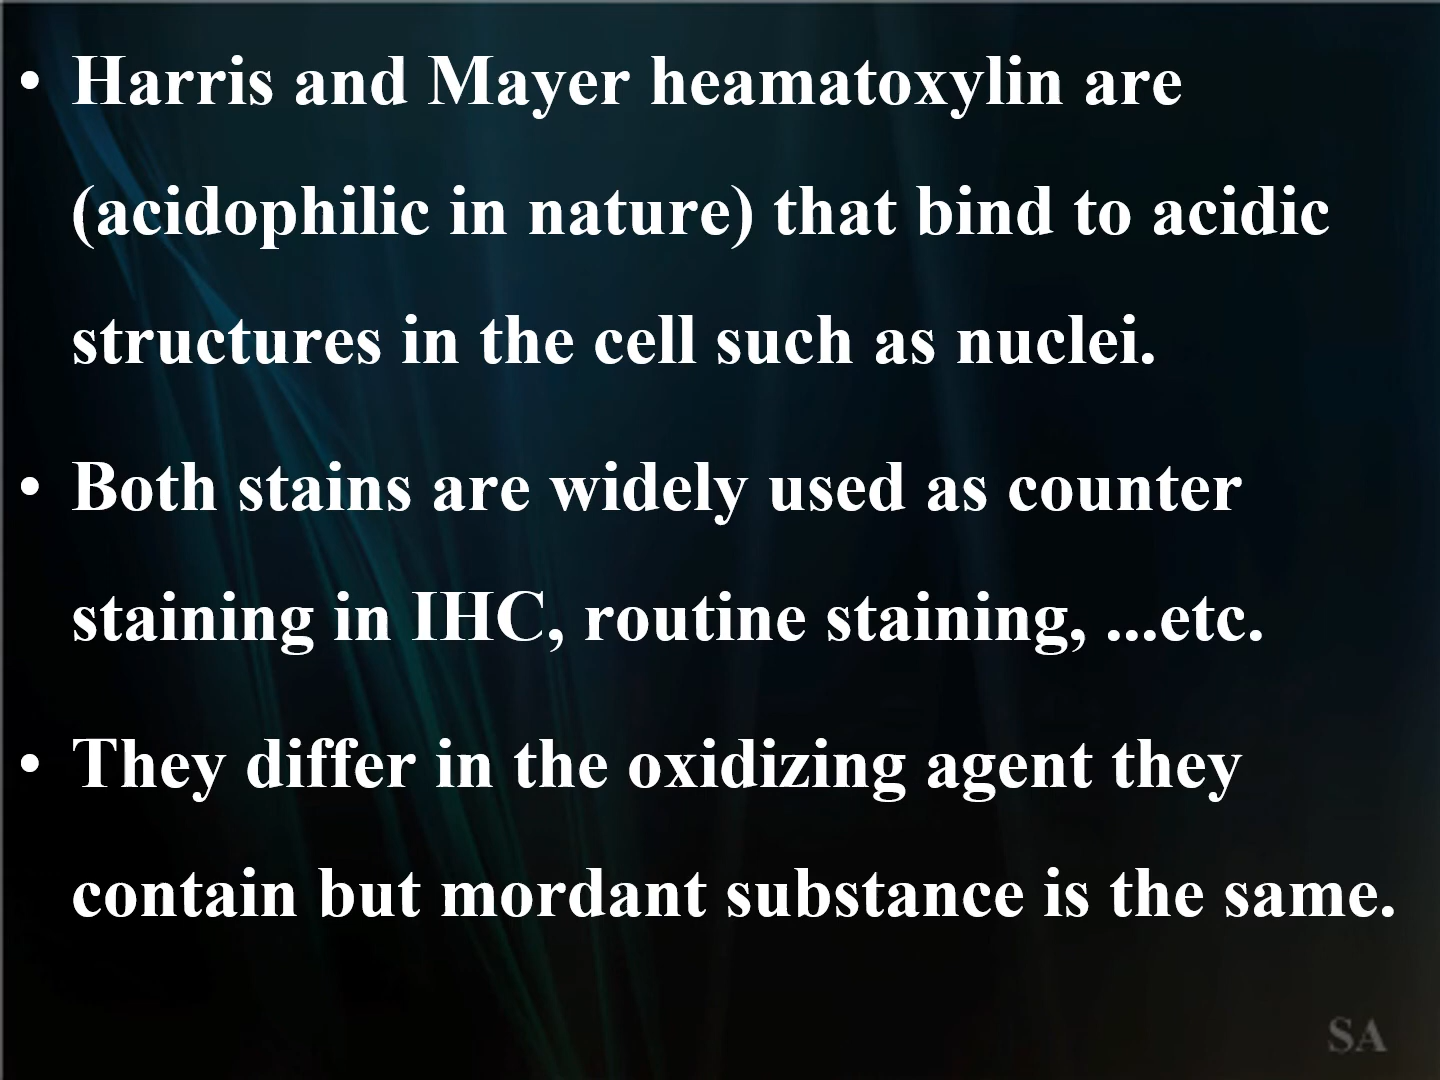 • Harris and Mayer heamatoxylin are
(acidophilic in nature) that bind to acidic
structures in the cell such as nuclei.
• Both stains are widely used as counter
staining in IHC, routine staining, ...etc.
• They differ in the oxidizing agent they
contain but mordant substance is the same.
SA